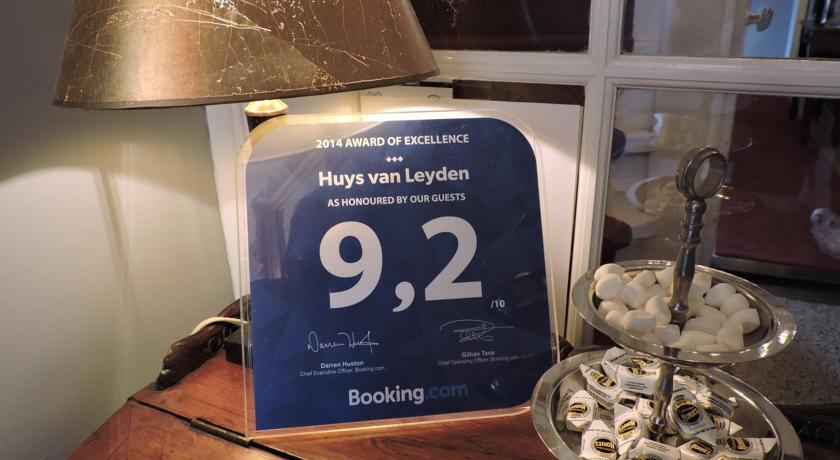 2014 AWARD OF EXCELLENCE
Huys van Leyden
AS HONOURED BY OUR GUESTS
9,2
/10
Darren Huston
Chief Executive Officer, Booking.com
Gillian Tans
Chief Operating Officer, Booking.com
Booking.com